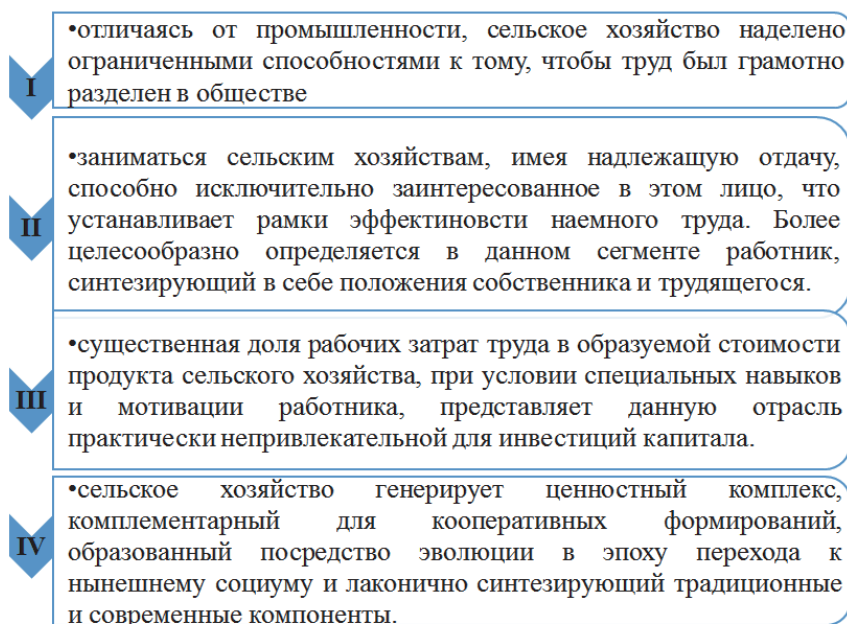 I
•отличаясь от промышленности, сельское хозяйство наделено
ограниченными способностями к тому, чтобы труд был грамотно
разделен в обществе
II
•заниматься сельским хозяйствам, имея надлежащую отдачу,
способно исключительно заинтересованное в этом лицо, что
устанавливает рамки эффектиновсти наемного труда. Более
целесообразно определяется в данном сегменте работник,
синтезирующий в себе положения собственника и трудящегося.
III
•существенная доля рабочих затрат труда в образуемой стоимости
продукта сельского хозяйства, при условии специальных навыков
и мотивации работника, представляет данную отрасль
практически непривлекательной для инвестиций капитала.
IV
•сельское хозяйство генерирует ценностный комплекс,
комплементарный для кооперативных формирований,
образованный посредство эволюции в эпоху перехода к
нынешнему социуму и лаконично синтезирующий традиционные
и современные компоненты.